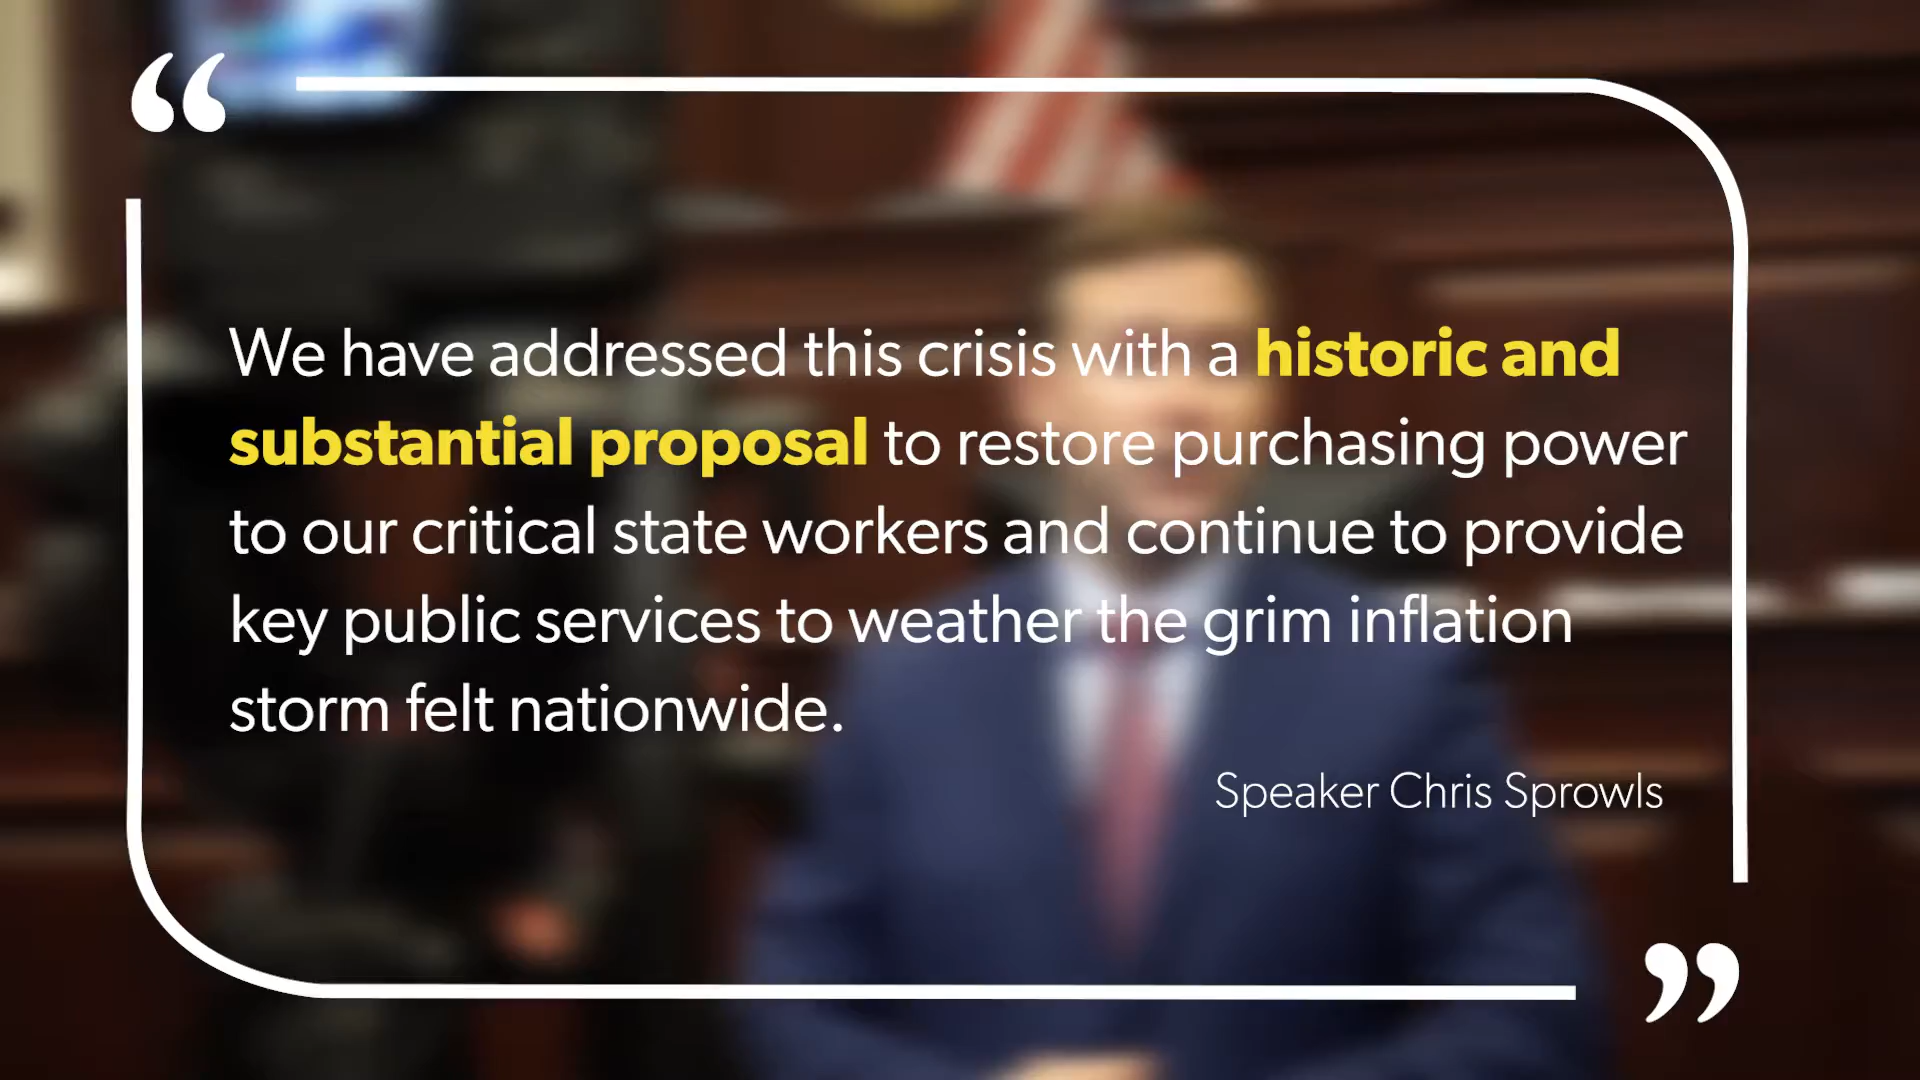 “
We have addressed this crisis with a historic and
substantial proposal to restore purchasing power
to our critical state workers and continue to provide
key public services to weather the grim inflation
storm felt nationwide.
Speaker Chris Sprowls
”